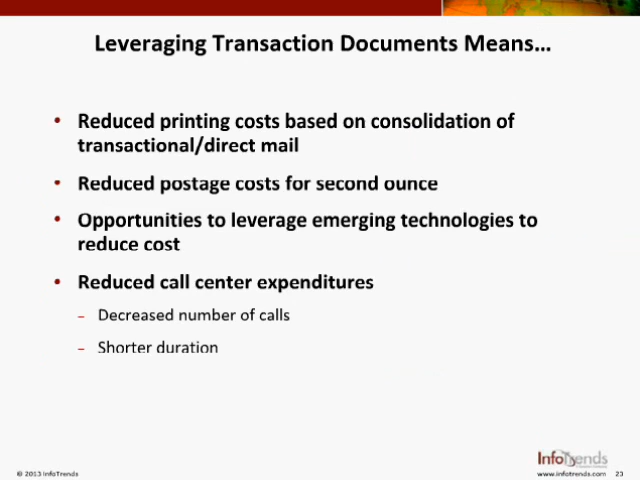 Leveraging Transaction Documents Means…
• Reduced printing costs based on consolidation of
transactional/direct mail
• Reduced postage costs for second ounce
• Opportunities to leverage emerging technologies to
reduce cost
• Reduced call center expenditures
– Decreased number of calls
– Shorter duration
InfoTrends
© 2013 InfoTrends
www.infotrends.com 23